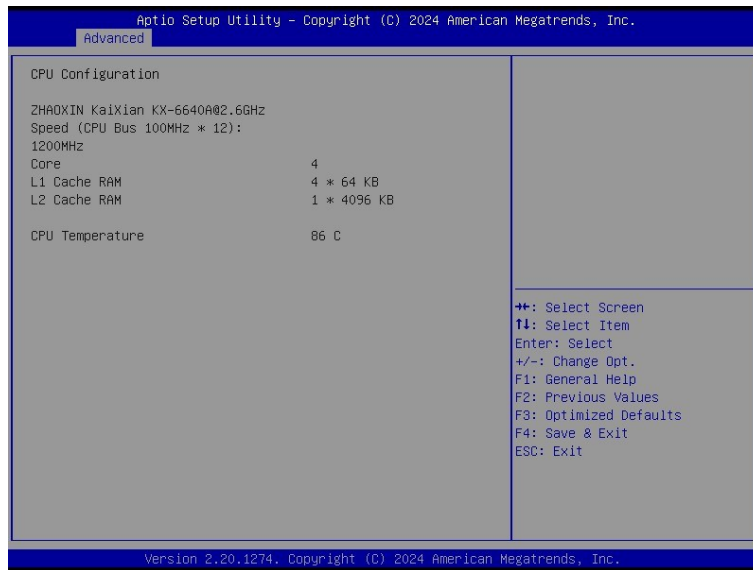 Aptio Setup Utility – Copyright (C) 2024 American Megatrends, Inc.
Advanced
CPU Configuration
ZHAOXIN KaiXian KX-6640A@2.6GHz
Speed (CPU Bus 100MHz * 12):
1200MHz
Core 4
L1 Cache RAM 4 * 64 KB
L2 Cache RAM 1 * 4096 KB
CPU Temperature 86 C
→←: Select Screen
↑↓: Select Item
Enter: Select
+/-: Change Opt.
F1: General Help
F2: Previous Values
F3: Optimized Defaults
F4: Save & Exit
ESC: Exit
Version 2.20.1274. Copyright (C) 2024 American Megatrends, Inc.